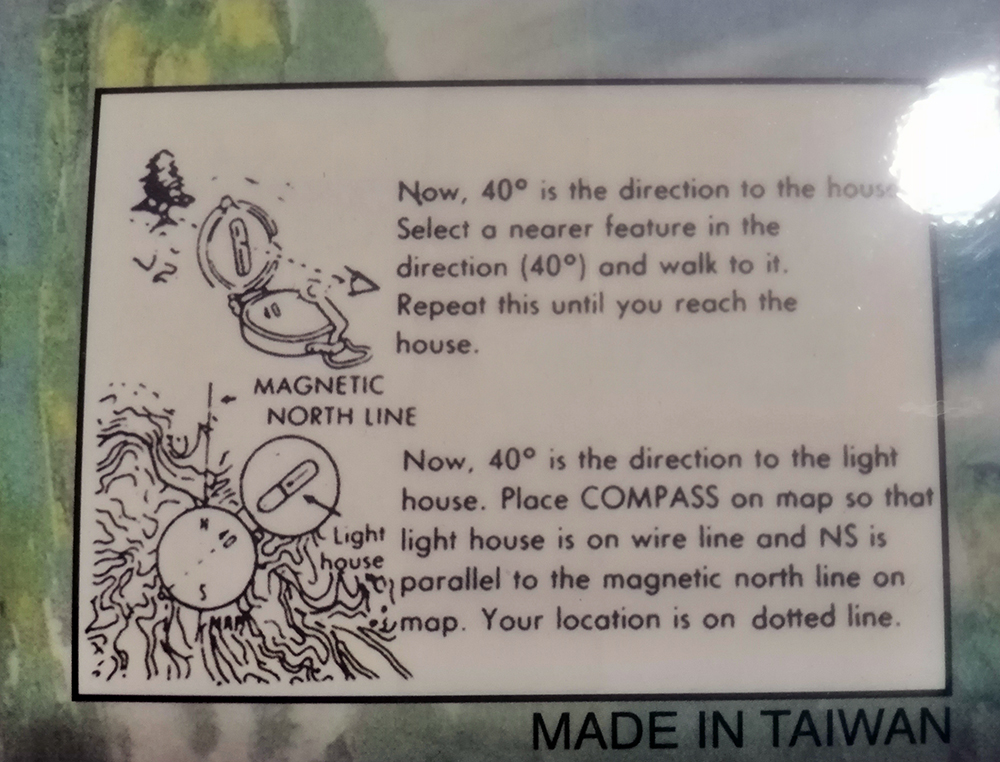 Now, 40° is the direction to the house
Select a nearer feature in the
direction (40°) and walk to it.
Repeat this until you reach the
house.
40
MAGNETIC
NORTH LINE
Now, 40° is the direction to the light
house. Place COMPASS on map so that
light house is on wire line and NS is
parallel to the magnetic north line on
map. Your location is on dotted line.
N
40
S
Light
house
MAP
MADE IN TAIWAN